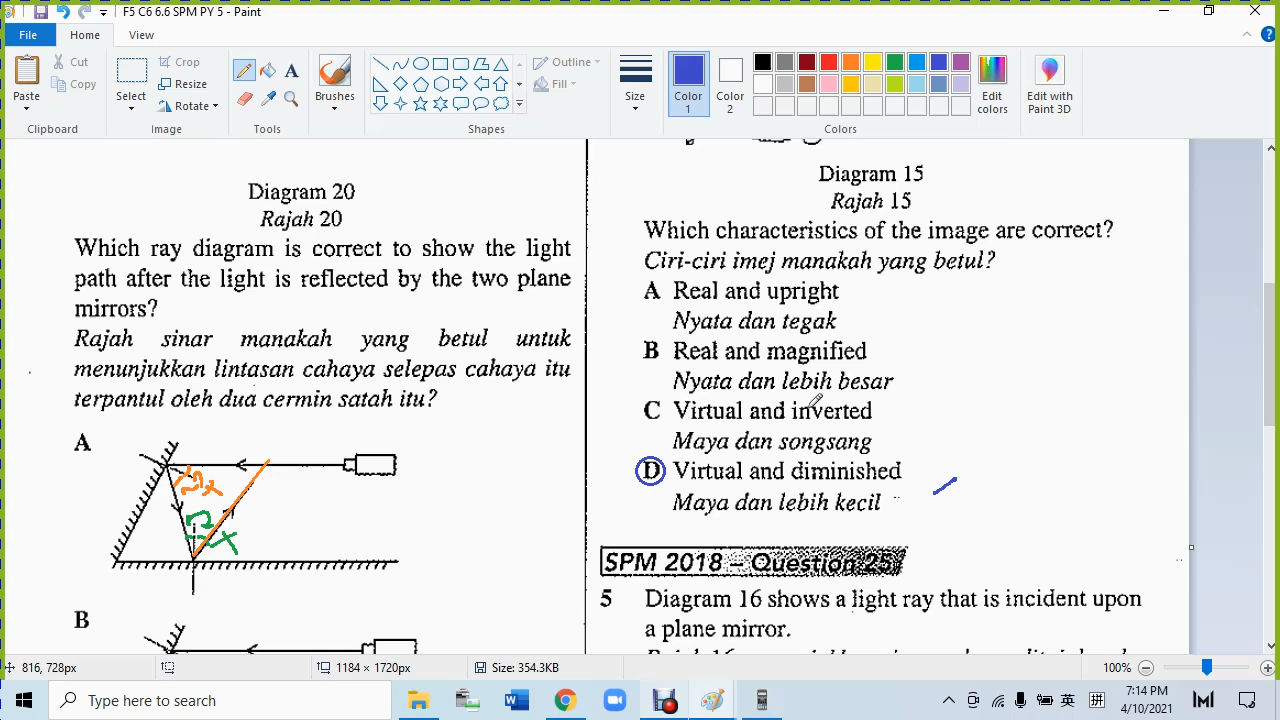 F5 C6 6.6 SPM PY 5 - Paint
File
Home
View
Paste
Cut
Copy
Clipboard
Select
Crop
Resize
Rotate
Image
Tools
Brushes
Shapes
Outline
Fill
Size
Color 1
Color 2
Edit colors
Colors
Edit with Paint 3D
Diagram 20
Rajah 20
Which ray diagram is correct to show the light
path after the light is reflected by the two plane
mirrors?
Rajah sinar manakah yang betul untuk
menunjukkan lintasan cahaya selepas cahaya itu
terpantul oleh dua cermin satah itu?
A
B
Diagram 15
Rajah 15
Which characteristics of the image are correct?
Ciri-ciri imej manakah yang betul?
A Real and upright
Nyata dan tegak
B Real and magnified
Nyata dan lebih besar
C Virtual and inverted
Maya dan songsang
D Virtual and diminished
Maya dan lebih kecil
SPM 2018 – Question 25
5 Diagram 16 shows a light ray that is incident upon
a plane mirror.
816, 728px
1184 × 1720px
Size: 354.3KB
100%
Type here to search
英
拼
7:14 PM
4/10/2021